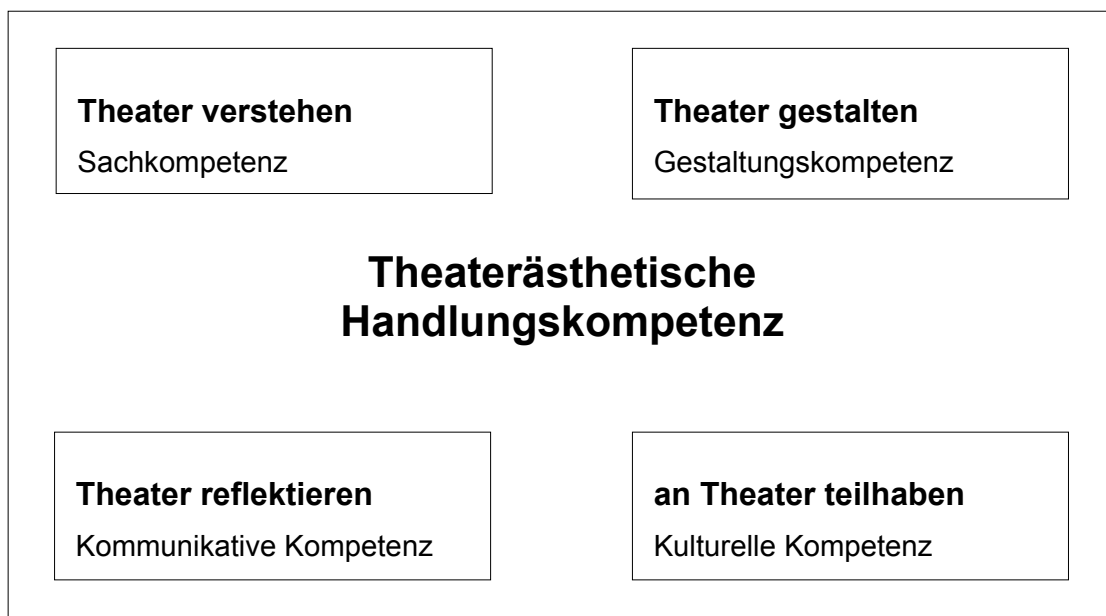 Theater verstehen
Sachkompetenz
Theater gestalten
Gestaltungskompetenz
Theaterästhetische
Handlungskompetenz
Theater reflektieren
Kommunikative Kompetenz
an Theater teilhaben
Kulturelle Kompetenz